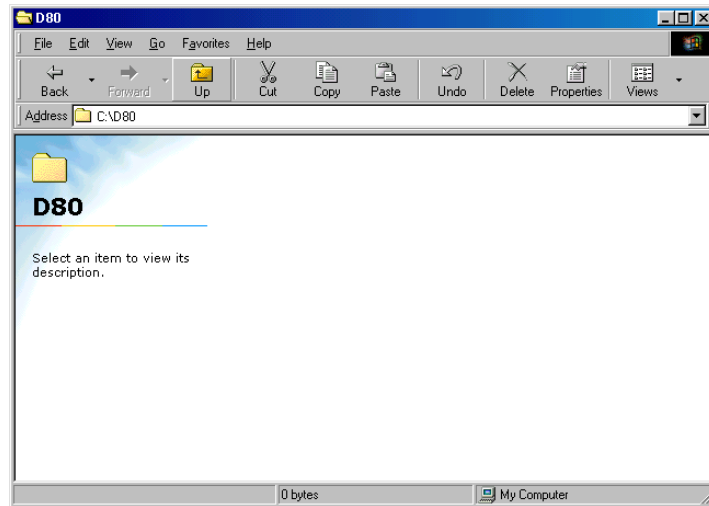 D80
File Edit View Go Favorites Help
Back Forward Up Cut Copy Paste Undo Delete Properties Views
Address C:\D80
D80
Select an item to view its
description.
0 bytes My Computer